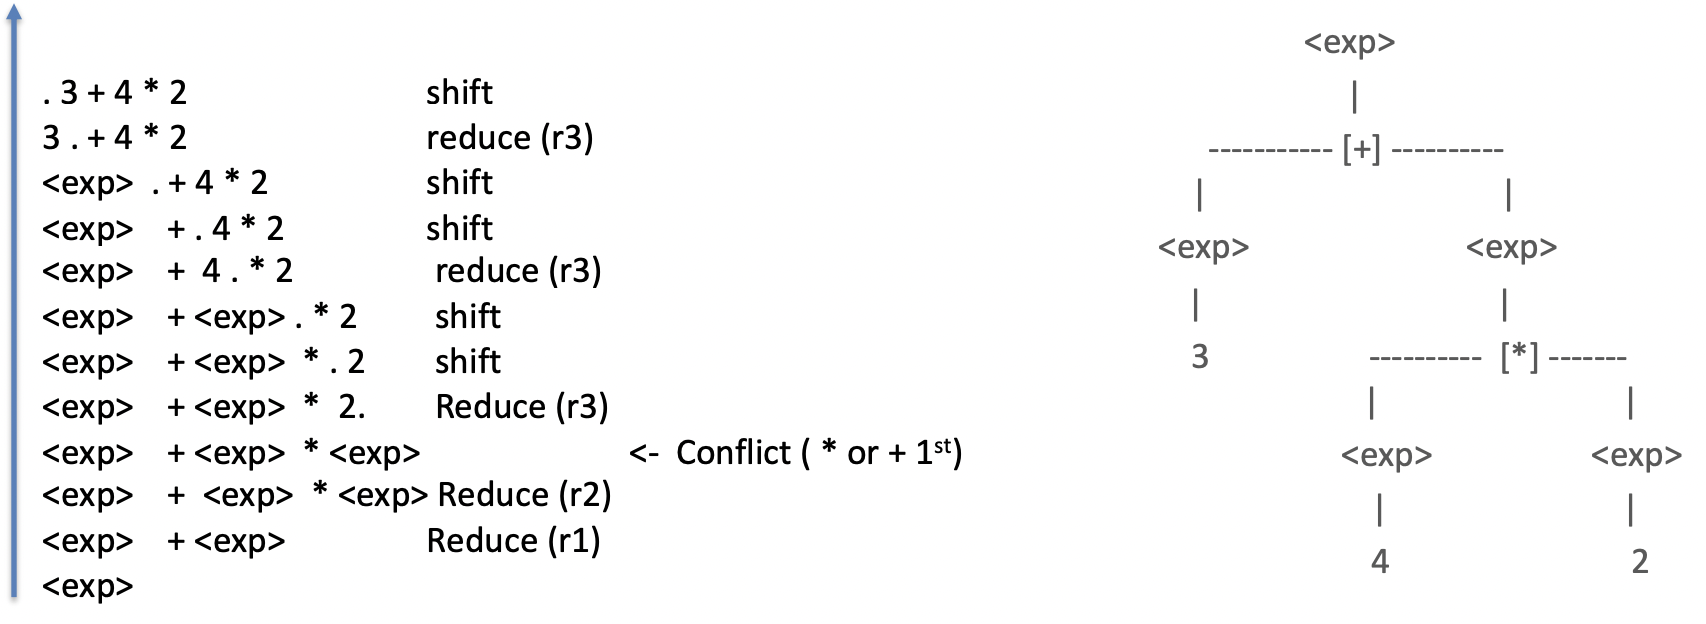 . 3 + 4 * 2 shift
3 . + 4 * 2 reduce (r3)
<exp> . + 4 * 2 shift
<exp> + . 4 * 2 shift
<exp> + 4 . * 2 reduce (r3)
<exp> + <exp> . * 2 shift
<exp> + <exp> * . 2 shift
<exp> + <exp> * 2. Reduce (r3)
<exp> + <exp> * <exp> <- Conflict ( * or + 1st)
<exp> + <exp> * <exp> Reduce (r2)
<exp> + <exp> Reduce (r1)
<exp>
<exp>
|
----------- [+] ----------
| |
<exp> <exp>
| |
3 ---------- [*] -------
| |
<exp> <exp>
| |
4 2